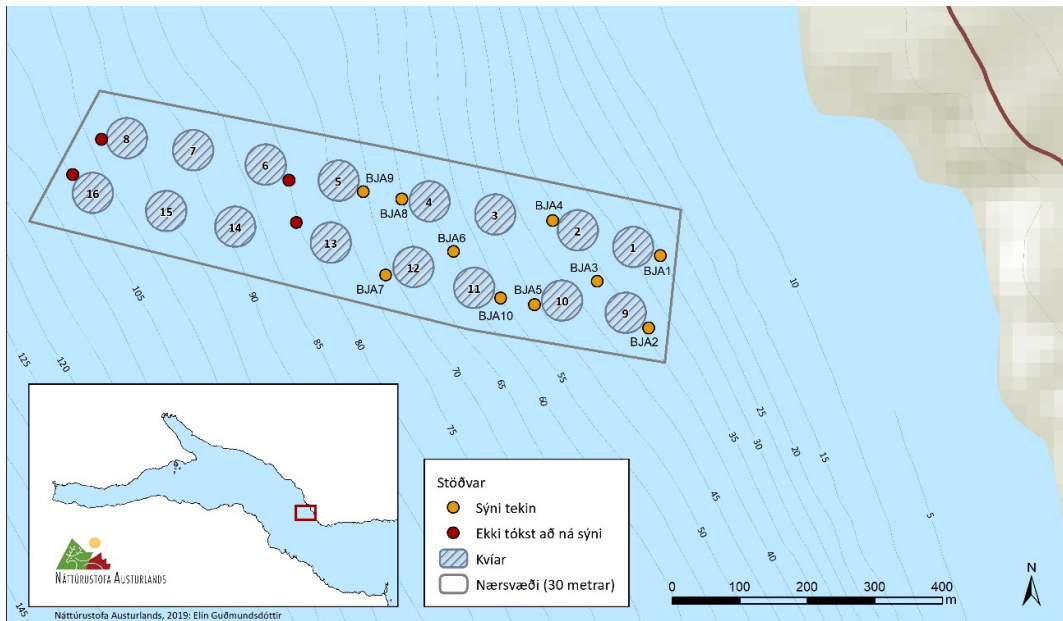 8
7
6
5
BJA9
BJA8
4
3
BJA4
2
1
BJA1
16
15
14
13
BJA6
BJA7
12
11
BJA10
BJA5
BJA3
10
9
BJA2
10
105
90
85
80
125
120
70
65
60
55
75
25
35
30
20
15
45
50
40
5
145
Stöðvar
Sýni tekin
Ekki tókst að ná sýni
Kvíar
Nærsvæði (30 metrar)
0 100 200 300 400
m
N
NÁTTÚRUSTOFA AUSTURLANDS
Náttúrustofa Austurlands, 2019: Elín Guðmundsdóttir